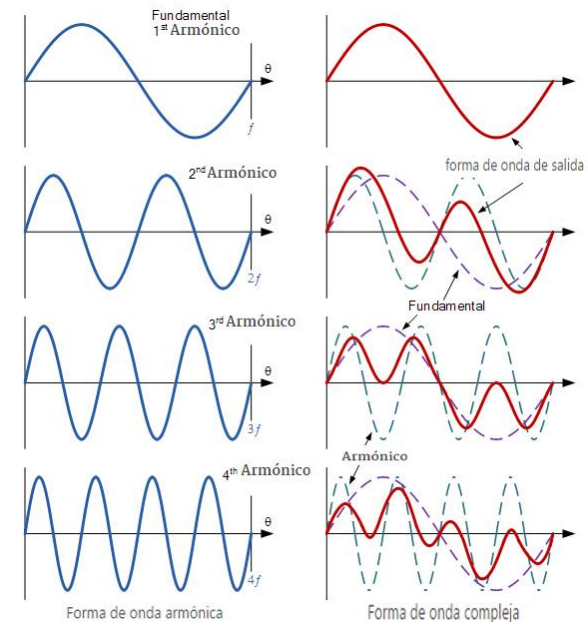 Fundamental
1st Armónico
θ
f
forma de onda de salida
2nd Armónico
θ
2f
Fundamental
3rd Armónico
θ
3f
Armónico
4th Armónico
θ
4f
Forma de onda armónica
Forma de onda compleja